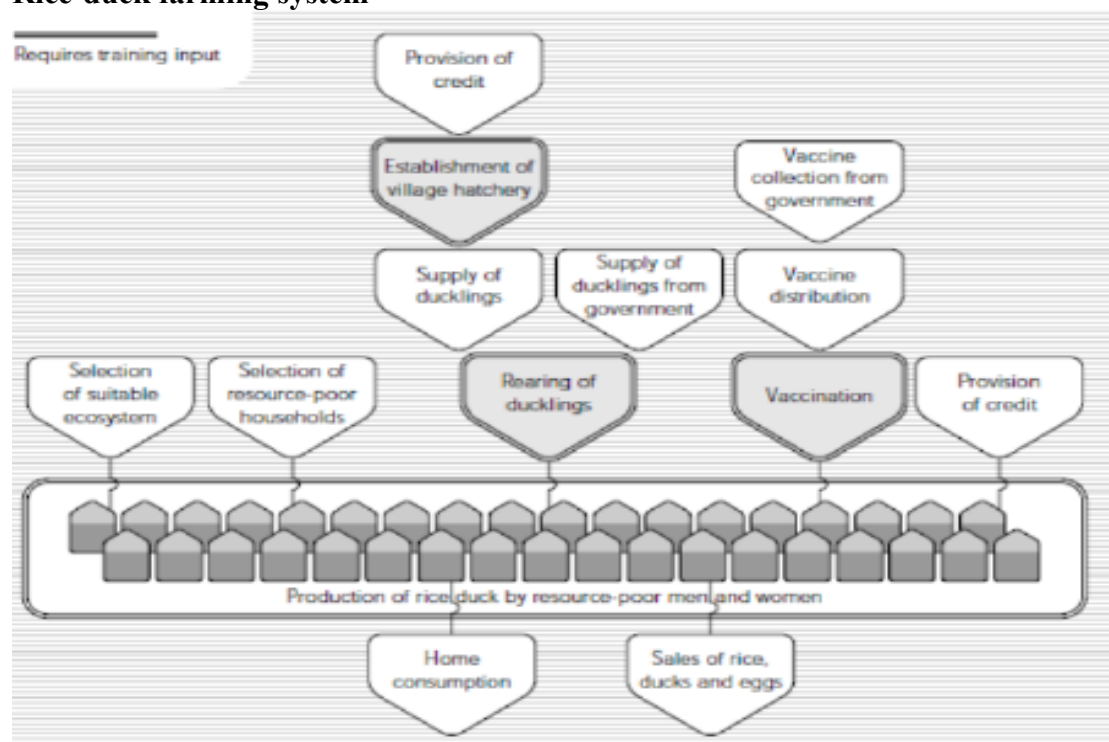 Rice-duck farming system
Requires training input
Provision of
credit
Establishment of
village hatchery
Vaccine
collection from
government
Supply of
ducklings
Supply of
ducklings from
government
Vaccine
distribution
Selection
of suitable
ecosystem
Selection of
resource-poor
households
Rearing of
ducklings
Vaccination
Provision
of credit
Production of rice duck by resource-poor men and women
Home
consumption
Sales of rice,
ducks and eggs